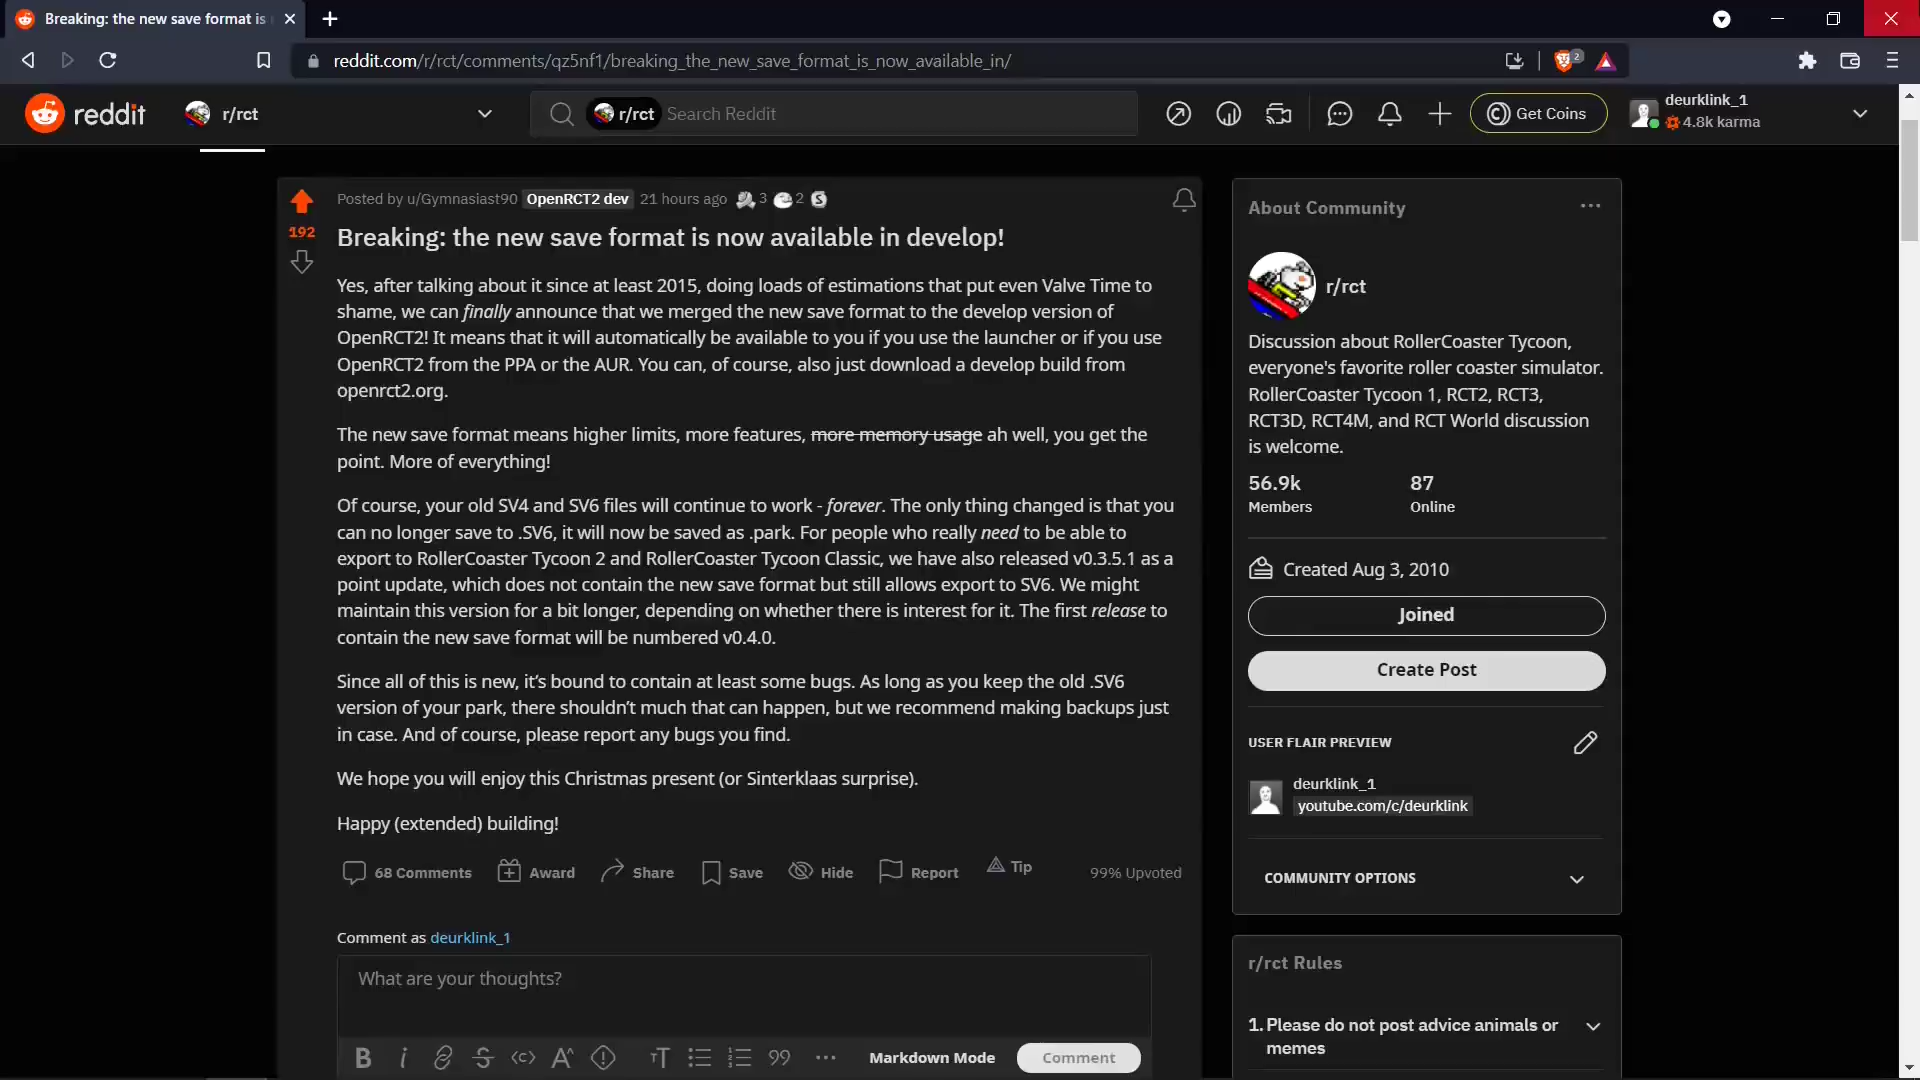 Breaking: the new save format is
reddit.com/r/rct/comments/qz5nf1/breaking_the_new_save_format_is_now_available_in/
2
reddit
r/rct
r/rct Search Reddit
Get Coins
deurklink_1
4.8k karma
Posted by u/Gymnasiast90 OpenRCT2 dev 21 hours ago 3 2 S
192
Breaking: the new save format is now available in develop!
Yes, after talking about it since at least 2015, doing loads of estimations that put even Valve Time to
shame, we can finally announce that we merged the new save format to the develop version of
OpenRCT2! It means that it will automatically be available to you if you use the launcher or if you use
OpenRCT2 from the PPA or the AUR. You can, of course, also just download a develop build from
openrct2.org.
The new save format means higher limits, more features, more memory usage ah well, you get the
point. More of everything!
Of course, your old SV4 and SV6 files will continue to work - forever. The only thing changed is that you
can no longer save to .SV6, it will now be saved as .park. For people who really need to be able to
export to RollerCoaster Tycoon 2 and RollerCoaster Tycoon Classic, we have also released v0.3.5.1 as a
point update, which does not contain the new save format but still allows export to SV6. We might
maintain this version for a bit longer, depending on whether there is interest for it. The first release to
contain the new save format will be numbered v0.4.0.
Since all of this is new, it's bound to contain at least some bugs. As long as you keep the old .SV6
version of your park, there shouldn't much that can happen, but we recommend making backups just
in case. And of course, please report any bugs you find.
We hope you will enjoy this Christmas present (or Sinterklaas surprise).
Happy (extended) building!
68 Comments Award Share Save Hide Report Tip 99% Upvoted
Comment as deurklink_1
What are your thoughts?
Markdown Mode Comment
About Community
r/rct
Discussion about RollerCoaster Tycoon,
everyone's favorite roller coaster simulator.
RollerCoaster Tycoon 1, RCT2, RCT3,
RCT3D, RCT4M, and RCT World discussion
is welcome.
56.9k 87
Members Online
Created Aug 3, 2010
Joined
Create Post
USER FLAIR PREVIEW
deurklink_1
youtube.com/c/deurklink
COMMUNITY OPTIONS
r/rct Rules
1. Please do not post advice animals or
memes